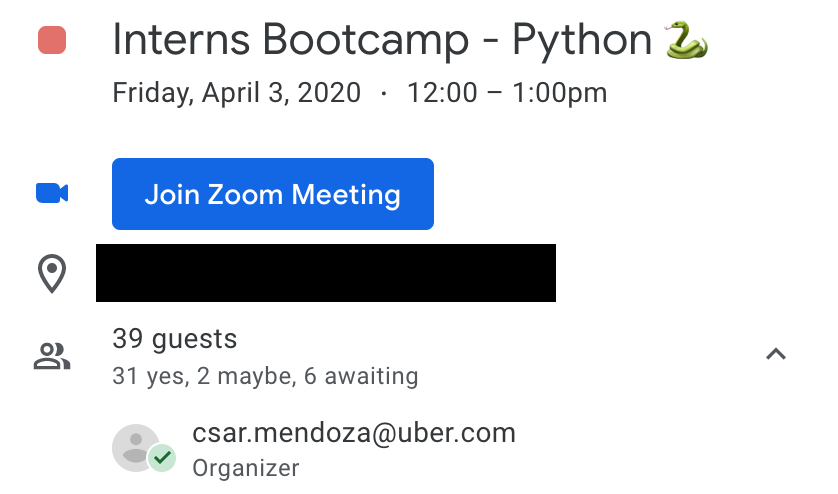 Interns Bootcamp - Python 🐍
Friday, April 3, 2020 · 12:00 – 1:00pm
Join Zoom Meeting
39 guests
31 yes, 2 maybe, 6 awaiting
csar.mendoza@uber.com
Organizer